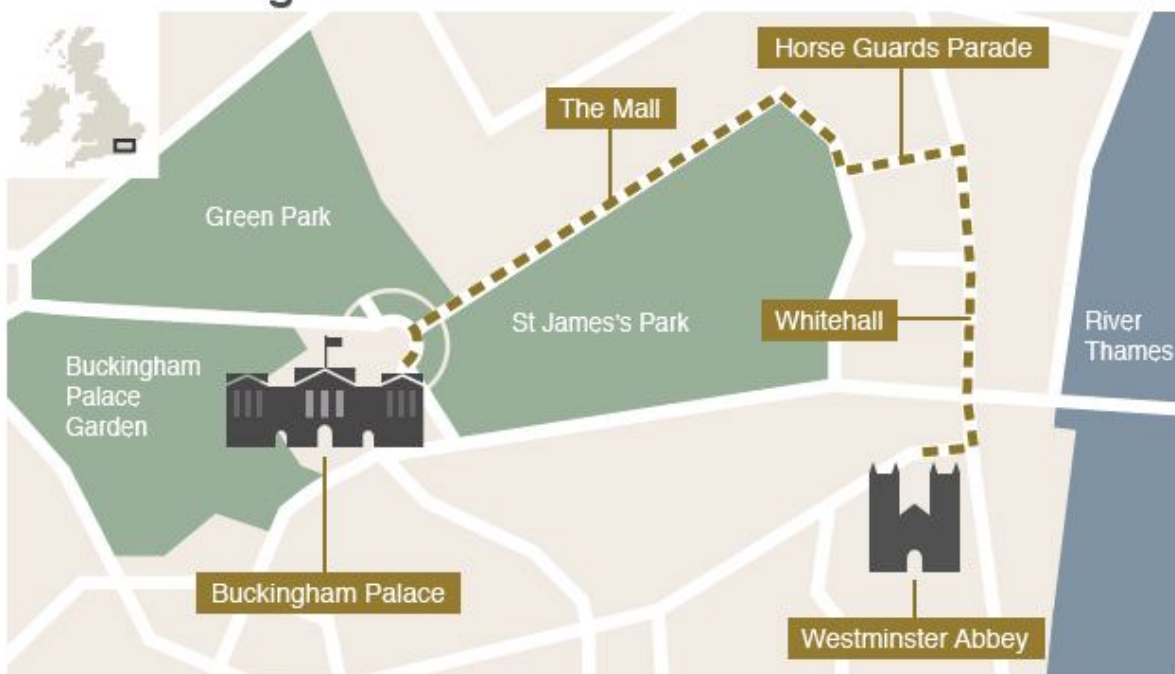 Horse Guards Parade
The Mall
Green Park
St James's Park
Whitehall
River
Thames
Buckingham
Palace
Garden
Buckingham Palace
Westminster Abbey